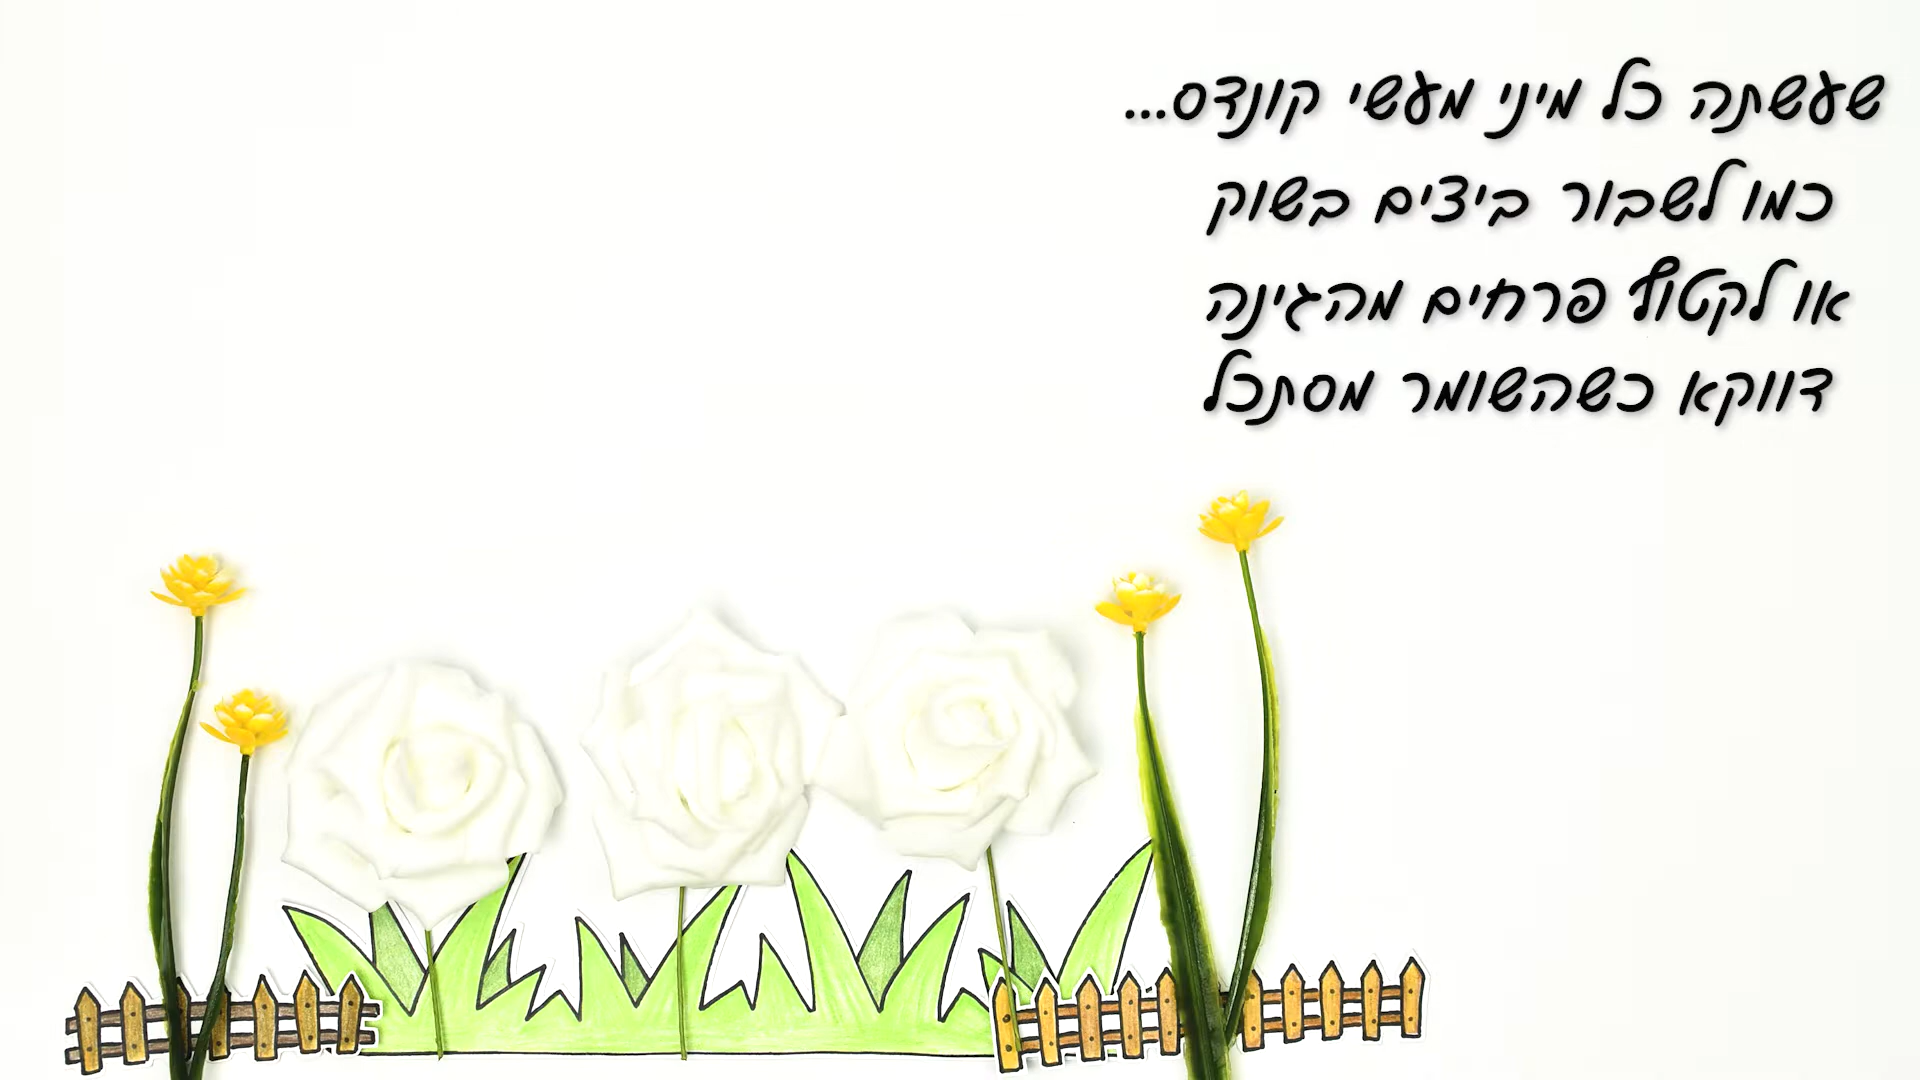 שעשתה כל מיני מעשי קונדס...
כמו לשבור ביצים בשוק
או לקטוף פרחים מהגינה
דווקא כשהשומר מסתכל